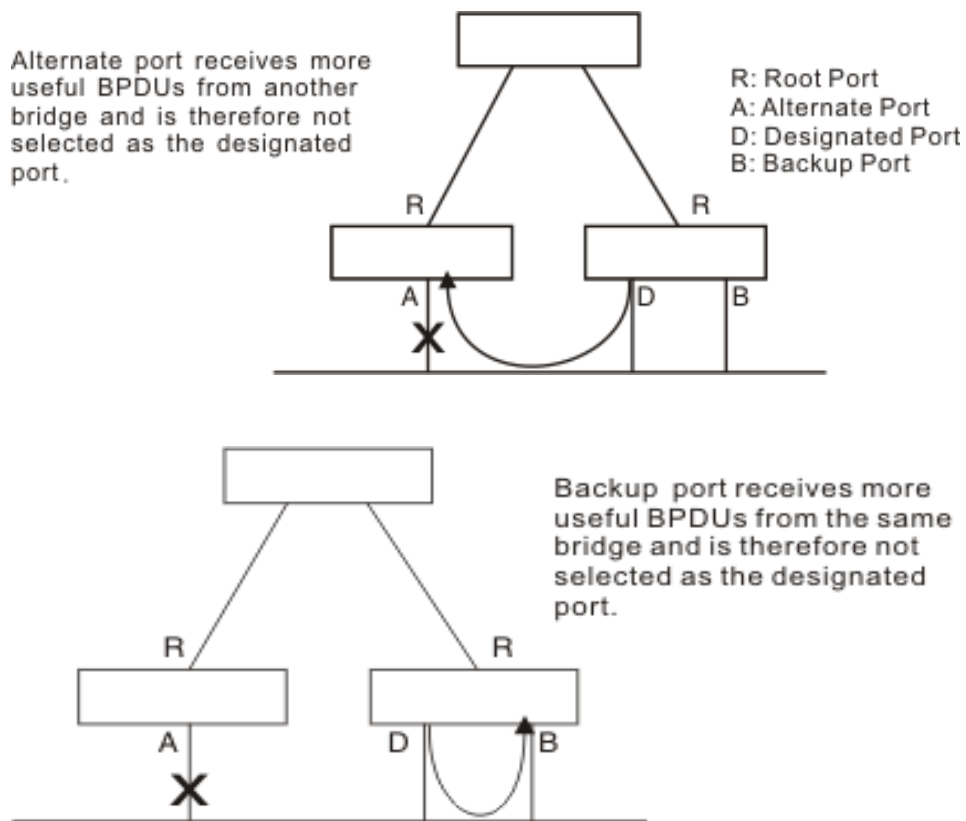 Alternate port receives more
useful BPDUs from another
bridge and is therefore not
selected as the designated
port.
R: Root Port
A: Alternate Port
D: Designated Port
B: Backup Port
R
R
A
D
B
X
Backup port receives more
useful BPDUs from the same
bridge and is therefore not
selected as the designated
port.
R
R
A
D
B
X